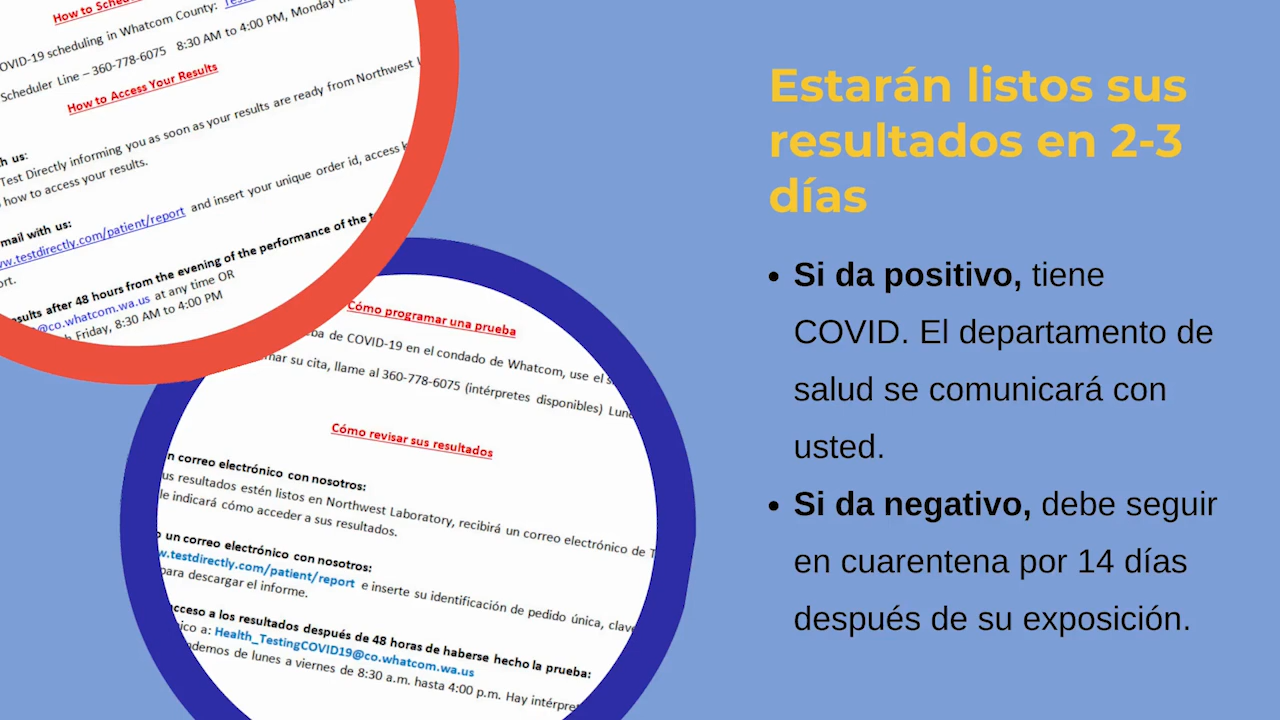 How to Sched
OVID-19 scheduling in Whatcom County:
Scheduler Line – 360-778-6075 8:30 AM to 4:00 PM, Monday
How to Access Your Results
h us:
Test Directly informing you as soon as your results are ready from Northwest
how to access your results.
mail with us:
w.testdirectly.com/patient/report and insert your unique order id, access
ort.
sults after 48 hours from the evening of the performance of the
@co.whatcom.wa.us at any time OR
h Friday, 8:30 AM to 4:00 PM
Cómo programar una prueba
ba de COVID-19 en el condado de Whatcom, use el
mar su cita, llame al 360-778-6075 (intérpretes disponibles) Lun
Cómo revisar sus resultados
n correo electrónico con nosotros:
us resultados estén listos en Northwest Laboratory, recibirá un correo electrónico de T
le indicará cómo acceder a sus resultados.
o un correo electrónico con nosotros:
w.testdirectly.com/patient/report e inserte su identificación de pedido única, clav
para descargar el informe.
acceso a los resultados después de 48 horas de haberse hecho la prueba:
nico a: Health_TestingCOVID19@co.whatcom.wa.us
ndemos de lunes a viernes de 8:30 a.m. hasta 4:00 p.m. Hay intérpre
Estarán listos sus
resultados en 2-3
días
• Si da positivo, tiene
COVID. El departamento de
salud se comunicará con
usted.
• Si da negativo, debe seguir
en cuarentena por 14 días
después de su exposición.